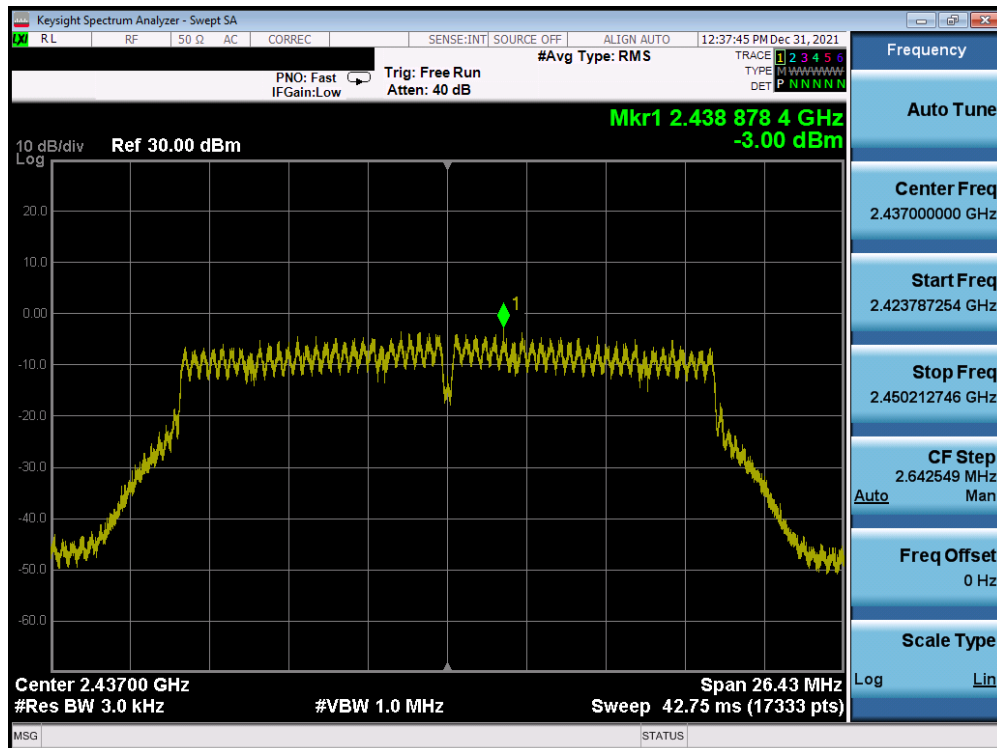 Keysight Spectrum Analyzer - Swept SA
LXI RL RF 50 Ω AC CORREC SENSE:INT SOURCE OFF ALIGN AUTO 12:37:45 PM Dec 31, 2021
PNO: Fast
IFGain:Low
Trig: Free Run
Atten: 40 dB
#Avg Type: RMS
TRACE 1 2 3 4 5 6
TYPE M WWWWW
DET P N N N N N
Mkr1 2.438 878 4 GHz
-3.00 dBm
10 dB/div Ref 30.00 dBm
Log
20.0
10.0
0.00
-10.0
-20.0
-30.0
-40.0
-50.0
-60.0
1
Center 2.43700 GHz Span 26.43 MHz
#Res BW 3.0 kHz #VBW 1.0 MHz Sweep 42.75 ms (17333 pts)
MSG STATUS
Frequency
Auto Tune
Center Freq
2.437000000 GHz
Start Freq
2.423787254 GHz
Stop Freq
2.450212746 GHz
CF Step
2.642549 MHz
Auto Man
Freq Offset
0 Hz
Scale Type
Log Lin